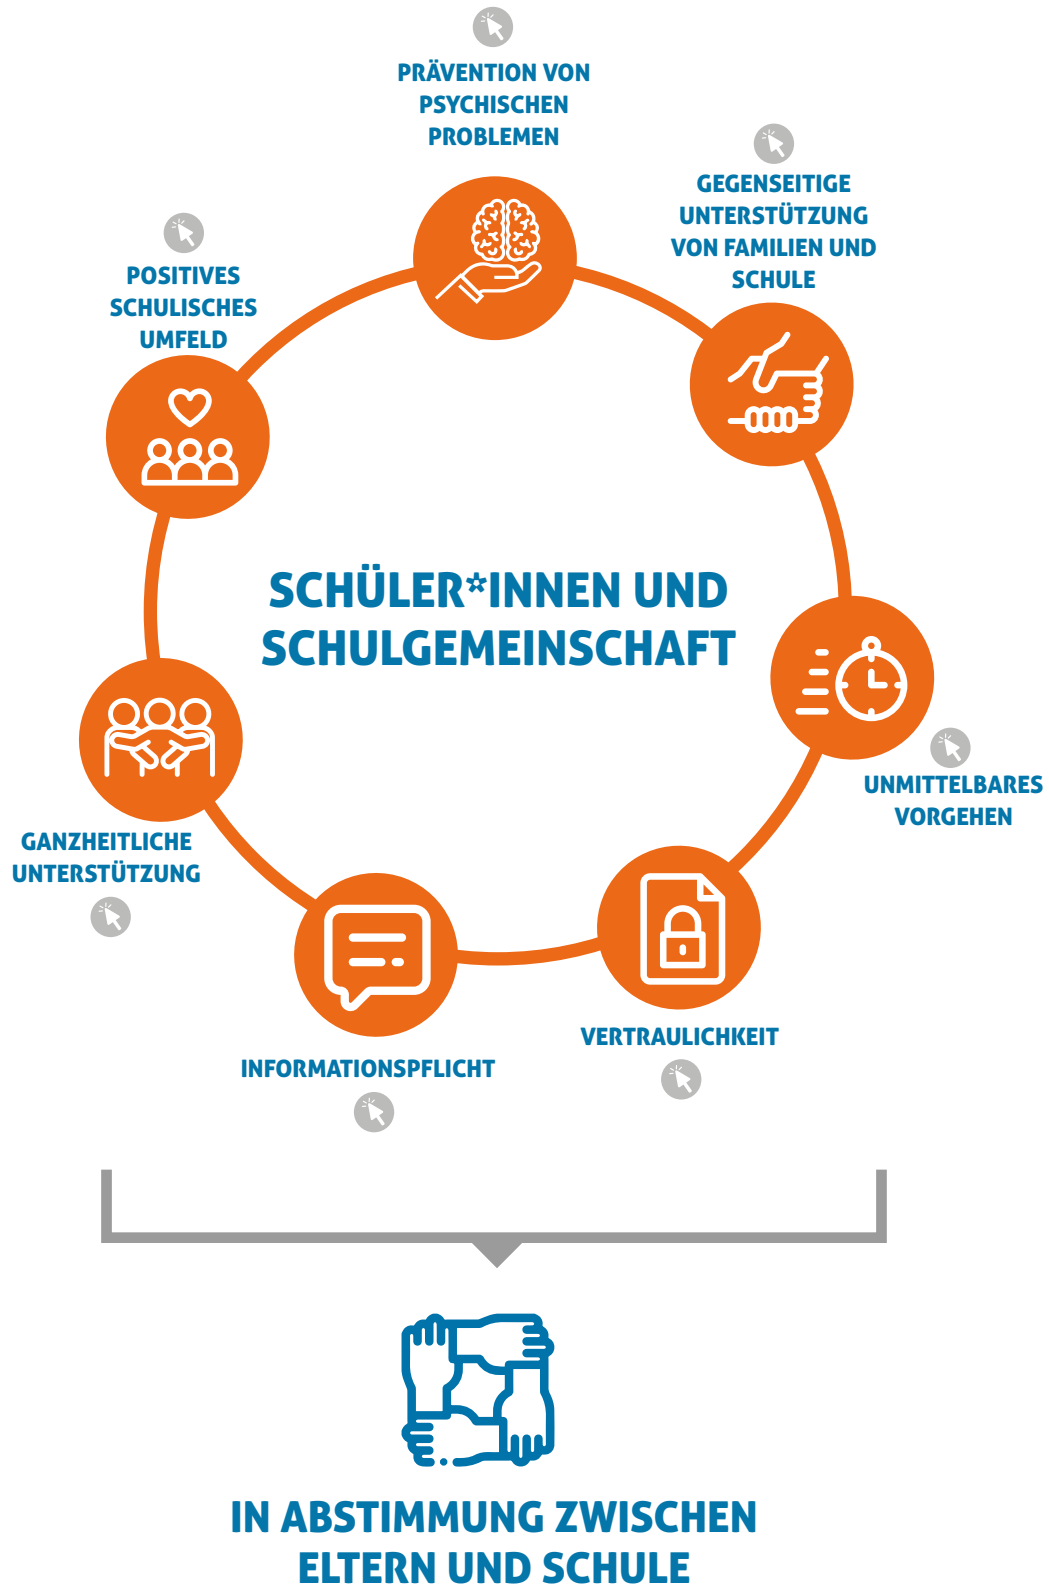 PRÄVENTION VON
PSYCHISCHEN
PROBLEMEN
GEGENSEITIGE
UNTERSTÜTZUNG
VON FAMILIEN UND
SCHULE
POSITIVES
SCHULISCHES
UMFELD
SCHÜLER*INNEN UND
SCHULGEMEINSCHAFT
UNMITTELBARES
VORGEHEN
GANZHEITLICHE
UNTERSTÜTZUNG
VERTRAULICHKEIT
INFORMATIONSPFLICHT
IN ABSTIMMUNG ZWISCHEN
ELTERN UND SCHULE